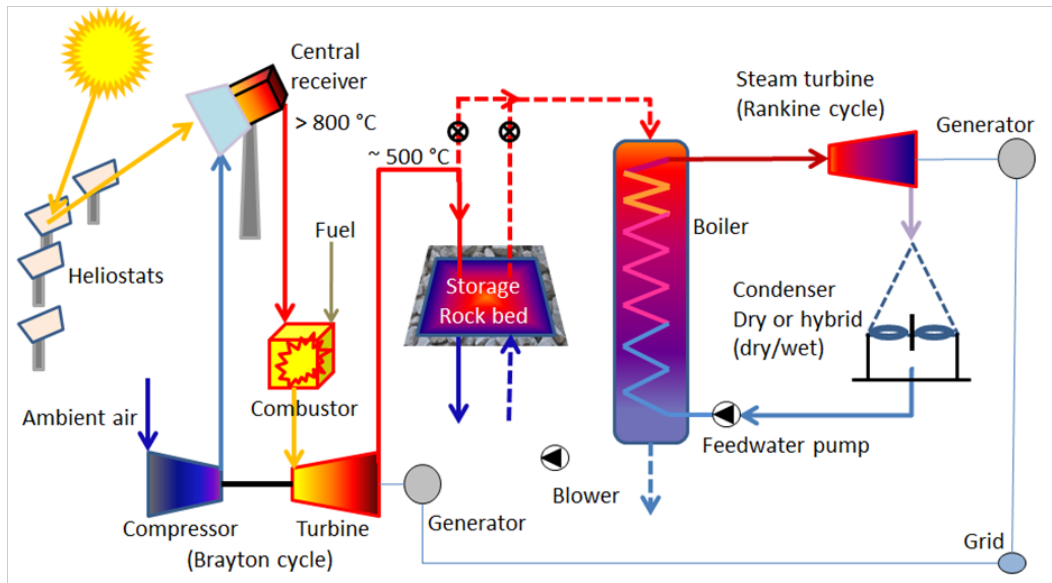 Central
receiver
> 800 °C
~ 500 °C
Steam turbine
(Rankine cycle)
Generator
Fuel
Heliostats
Storage
Rock bed
Boiler
Condenser
Dry or hybrid
(dry/wet)
Ambient air
Combustor
Feedwater pump
Blower
Compressor
Turbine
Generator
(Brayton cycle)
Grid